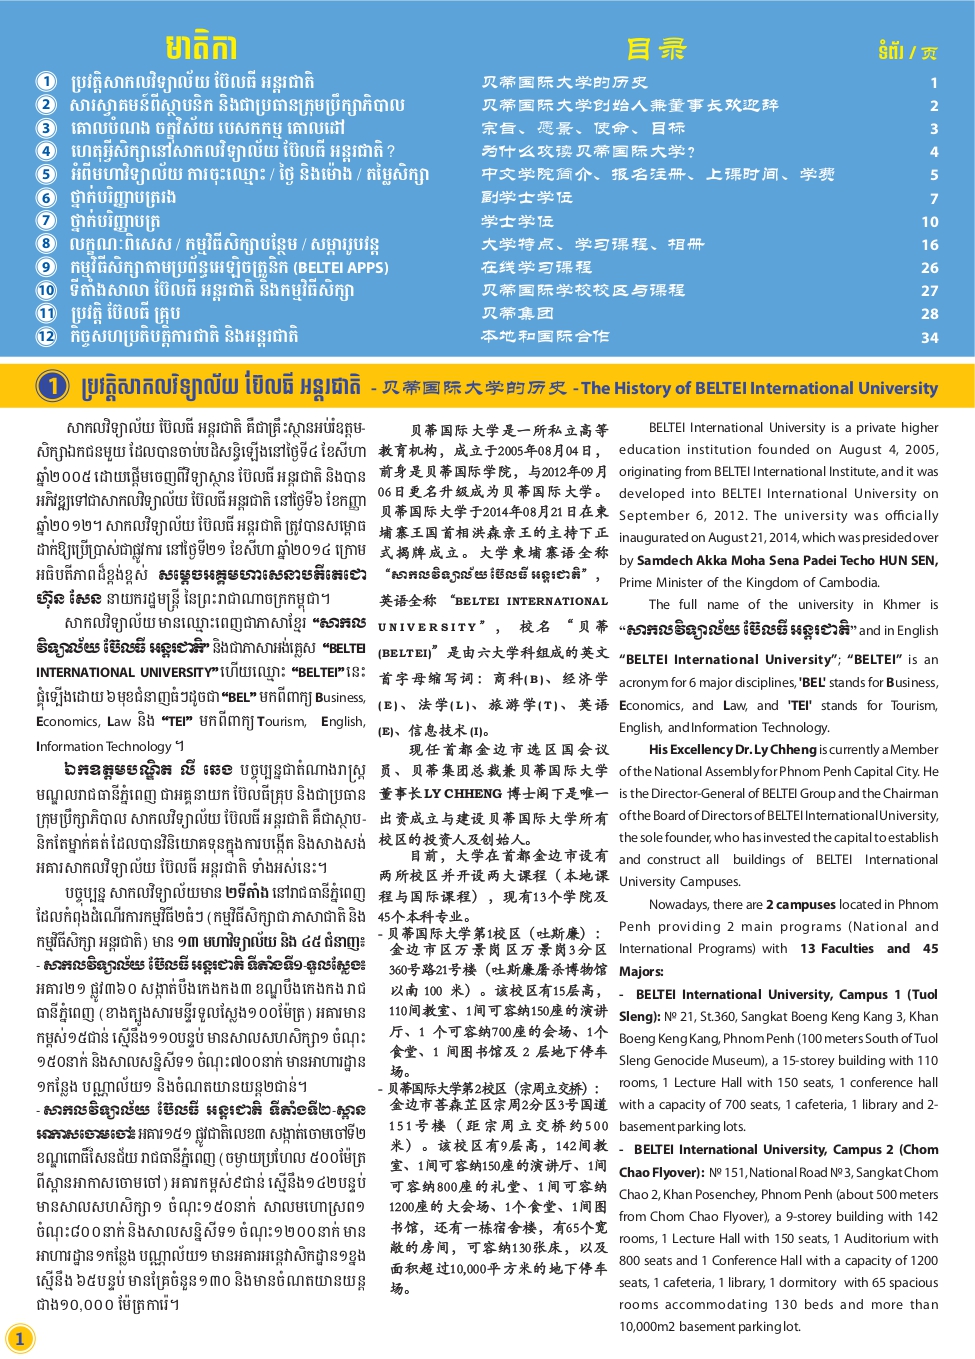 មាតិកា 目录 ទំព័រ / 页
1 ប្រវត្តិសាកលវិទ្យាល័យ ប៊ែលធី អន្តរជាតិ 贝蒂国际大学的历史 1
2 សារស្វាគមន៍ពីស្ថាបនិក និងជាប្រធានក្រុមប្រឹក្សាភិបាល 贝蒂国际大学创始人兼董事长欢迎辞 2
3 គោលបំណង ចក្ខុវិស័យ បេសកកម្ម គោលដៅ 宗旨、愿景、使命、目标 3
4 ហេតុអ្វីសិក្សានៅសាកលវិទ្យាល័យ ប៊ែលធី អន្តរជាតិ ? 为什么攻读贝蒂国际大学? 4
5 អំពីមហាវិទ្យាល័យ ការចុះឈ្មោះ / ថ្ងៃ និងម៉ោង / តម្លៃសិក្សា 中文学院简介、报名注册、上课时间、学费 5
6 ថ្នាក់បរិញ្ញាបត្ររង 副学士学位 7
7 ថ្នាក់បរិញ្ញាបត្រ 学士学位 10
8 លក្ខណៈពិសេស / កម្មវិធីសិក្សាបន្ថែម / សម្ភាររូបវន្ត 大学特点、学习课程、相册 16
9 កម្មវិធីសិក្សាតាមប្រព័ន្ធអេឡិចត្រូនិក (BELTEI APPS) 在线学习课程 26
10 ទីតាំងសាលា ប៊ែលធី អន្តរជាតិ និងកម្មវិធីសិក្សា 贝蒂国际学校校区与课程 27
11 ប្រវត្តិ ប៊ែលធី គ្រុប 贝蒂集团 28
12 កិច្ចសហប្រតិបត្តិការជាតិ និងអន្តរជាតិ 本地和国际合作 34
1 ប្រវត្តិសាកលវិទ្យាល័យ ប៊ែលធី អន្តរជាតិ - 贝蒂国际大学的历史 - The History of BELTEI International University
សាកលវិទ្យាល័យ ប៊ែលធី អន្តរជាតិ គឺជាគ្រឹះស្ថានអប់រំឧត្តម-
សិក្សាឯកជនមួយ ដែលបានចាប់បដិសន្ធិឡើងនៅថ្ងៃទី៤ ខែសីហា
ឆ្នាំ២០០៥ ដោយផ្តើមចេញពីវិទ្យាស្ថាន ប៊ែលធី អន្តរជាតិ និងបាន
អភិវឌ្ឍទៅជាសាកលវិទ្យាល័យ ប៊ែលធី អន្តរជាតិ នៅថ្ងៃទី៦ ខែកញ្ញា
ឆ្នាំ២០១២។ សាកលវិទ្យាល័យ ប៊ែលធី អន្តរជាតិ ត្រូវបានសម្ពោធ
ដាក់ឱ្យប្រើប្រាស់ជាផ្លូវការ នៅថ្ងៃទី២១ ខែសីហា ឆ្នាំ២០១៤ ក្រោម
អធិបតីភាពដ៏ខ្ពង់ខ្ពស់ សម្តេចអគ្គមហាសេនាបតីតេជោ
ហ៊ុន សែន នាយករដ្ឋមន្ត្រី នៃព្រះរាជាណាចក្រកម្ពុជា។
សាកលវិទ្យាល័យ មានឈ្មោះពេញជាភាសាខ្មែរ “សាកល
វិទ្យាល័យ ប៊ែលធី អន្តរជាតិ” និងជាភាសាអង់គ្លេស “BELTEI
INTERNATIONAL UNIVERSITY” ហើយឈ្មោះ “BELTEI” នេះ
គួំឡើងដោយ ៦មុខជំនាញធំៗដូចជា “BEL” មកពីពាក្យ Business,
Economics, Law និង “TEI” មកពីពាក្យ Tourism, English,
Information Technology ។
ឯកឧត្តមបណ្ឌិត លី ឆេង បច្ចុប្បន្នជាតំណាងរាស្ត្រ
មណ្ឌលរាជធានីភ្នំពេញ ជាអគ្គនាយក ប៊ែលធីគ្រុប និងជាប្រធាន
ក្រុមប្រឹក្សាភិបាល សាកលវិទ្យាល័យ ប៊ែលធី អន្តរជាតិ គឺជាស្ថាប-
និកតែម្នាក់គត់ ដែលបានវិនិយោគទុនក្នុងការបង្កើត និងសាងសង់
អគារសាកលវិទ្យាល័យ ប៊ែលធី អន្តរជាតិ ទាំងអស់នេះ។
បច្ចុប្បន្ន សាកលវិទ្យាល័យមាន ២ទីតាំង នៅរាជធានីភ្នំពេញ
ដែលកំពុងដំណើរការកម្មវិធី២ធំៗ (កម្មវិធីសិក្សាជាភាសាជាតិ និង
កម្មវិធីសិក្សា អន្តរជាតិ) មាន ១៣ មហាវិទ្យាល័យ និង ៤៥ ជំនាញ៖
- សាកលវិទ្យាល័យ ប៊ែលធី អន្តរជាតិ ទីតាំងទី១-ទួលស្លែង៖
អគារ២១ ផ្លូវ៣៦០ សង្កាត់បឹងកេងកង៣ ខណ្ឌបឹងកេងកង រាជ
ធានីភ្នំពេញ (ខាងត្បូងសារមន្ទីរទួលស្លែង១០០ម៉ែត្រ) អគារមាន
កម្ពស់១៥ជាន់ ស្មើនឹង១១០បន្ទប់ មានសាលសហសិក្សា១ ចំណុះ
១៥០នាក់ និងសាលសន្និសីទ១ ចំណុះ៧០០នាក់ មានអាហារដ្ឋាន
១កន្លែង បណ្ណាល័យ១ និងចំណតយានយន្ត២ជាន់។
- សាកលវិទ្យាល័យ ប៊ែលធី អន្តរជាតិ ទីតាំងទី២-ស្ពាន
អាកាសចោមចៅ៖ អគារ១៥១ ផ្លូវជាតិលេខ៣ សង្កាត់ចោមចៅទី២
ខណ្ឌពោធិ៍សែនជ័យ រាជធានីភ្នំពេញ (ចម្ងាយប្រហែល ៥០០ម៉ែត្រ
ពីស្ពានអាកាសចោមចៅ) អគារកម្ពស់៩ជាន់ ស្មើនឹង១៤២បន្ទប់
មានសាលសហសិក្សា១ ចំណុះ១៥០នាក់ សាលមហោស្រព១
ចំណុះ៨០០នាក់ និងសាលសន្និសីទ១ ចំណុះ១២០០នាក់ មាន
អាហារដ្ឋាន១កន្លែង បណ្ណាល័យ១ មានអគារអន្តេវាសិកដ្ឋាន១ខ្នង
ស្មើនឹង ៦៥បន្ទប់ មានគ្រែចំនួន១៣០ និងមានចំណតយានយន្ត
ជាង១០,០០០ ម៉ែត្រការ៉េ។
贝蒂国际大学是一所私立高等
教育机构，成立于2005年08月04日，
前身是贝蒂国际学院，与2012年09月
06日更名升级成为贝蒂国际大学。
贝蒂国际大学于2014年08月21日在柬
埔寨王国首相洪森亲王的主持下正
式揭牌成立。大学柬埔寨语全称
“សាកលវិទ្យាល័យ ប៊ែលធី អន្តរជាតិ”，
英语全称 “BELTEI INTERNATIONAL
UNIVERSITY”，校名“贝蒂
(BELTEI)”是由六大学科组成的英文
首字母缩写词：商科(B)、经济学
(E)、法学(L)、旅游学(T)、英语
(E)、信息技术(I)。
现任首都金边市选区国会议
员、贝蒂集团总裁兼贝蒂国际大学
董事长LY CHHENG 博士阁下是唯一
出资成立与建设贝蒂国际大学所有
校区的投资人及创始人。
目前，大学在首都金边市设有
两所校区并开设两大课程（本地课
程与国际课程），现有13个学院及
45个本科专业。
- 贝蒂国际大学第1校区（吐斯廉）：
金边市区万景岗区万景岗3分区
360号路21号楼（吐斯廉屠杀博物馆
以南 100 米）。该校区有15层高，
110间教室、1间可容纳150座的演讲
厅、1 个可容纳700座的会场、1个
食堂、1 间图书馆及 2 层地下停车
场。
- 贝蒂国际大学第2校区（宗周立交桥）：
金边市菩森芷区宗周2分区3号国道
151号楼（距宗周立交桥约500
米）。该校区有9层高，142间教
室、1间可容纳150座的演讲厅、1间
可容纳800座的礼堂、1 间可容纳
1200座的大会场、1个食堂、1间图
书馆，还有一栋宿舍楼，有65个宽
敞的房间，可容纳130张床，以及
面积超过10,000平方米的地下停车
场。
BELTEI International University is a private higher
education institution founded on August 4, 2005,
originating from BELTEI International Institute, and it was
developed into BELTEI International University on
September 6, 2012. The university was officially
inaugurated on August 21, 2014, which was presided over
by Samdech Akka Moha Sena Padei Techo HUN SEN,
Prime Minister of the Kingdom of Cambodia.
The full name of the university in Khmer is
“សាកលវិទ្យាល័យ ប៊ែលធី អន្តរជាតិ” and in English
“BELTEI International University”; “BELTEI” is an
acronym for 6 major disciplines, 'BEL' stands for Business,
Economics, and Law, and 'TEI' stands for Tourism,
English, and Information Technology.
His Excellency Dr. Ly Chheng is currently a Member
of the National Assembly for Phnom Penh Capital City. He
is the Director-General of BELTEI Group and the Chairman
of the Board of Directors of BELTEI International University,
the sole founder, who has invested the capital to establish
and construct all buildings of BELTEI International
University Campuses.
Nowadays, there are 2 campuses located in Phnom
Penh providing 2 main programs (National and
International Programs) with 13 Faculties and 45
Majors:
- BELTEI International University, Campus 1 (Tuol
Sleng): № 21, St.360, Sangkat Boeng Keng Kang 3, Khan
Boeng Keng Kang, Phnom Penh (100 meters South of Tuol
Sleng Genocide Museum), a 15-storey building with 110
rooms, 1 Lecture Hall with 150 seats, 1 conference hall
with a capacity of 700 seats, 1 cafeteria, 1 library and 2-
basement parking lots.
- BELTEI International University, Campus 2 (Chom
Chao Flyover): № 151, National Road №3, Sangkat Chom
Chao 2, Khan Posenchey, Phnom Penh (about 500 meters
from Chom Chao Flyover), a 9-storey building with 142
rooms, 1 Lecture Hall with 150 seats, 1 Auditorium with
800 seats and 1 Conference Hall with a capacity of 1200
seats, 1 cafeteria, 1 library, 1 dormitory with 65 spacious
rooms accommodating 130 beds and more than
10,000m2 basement parking lot.
1